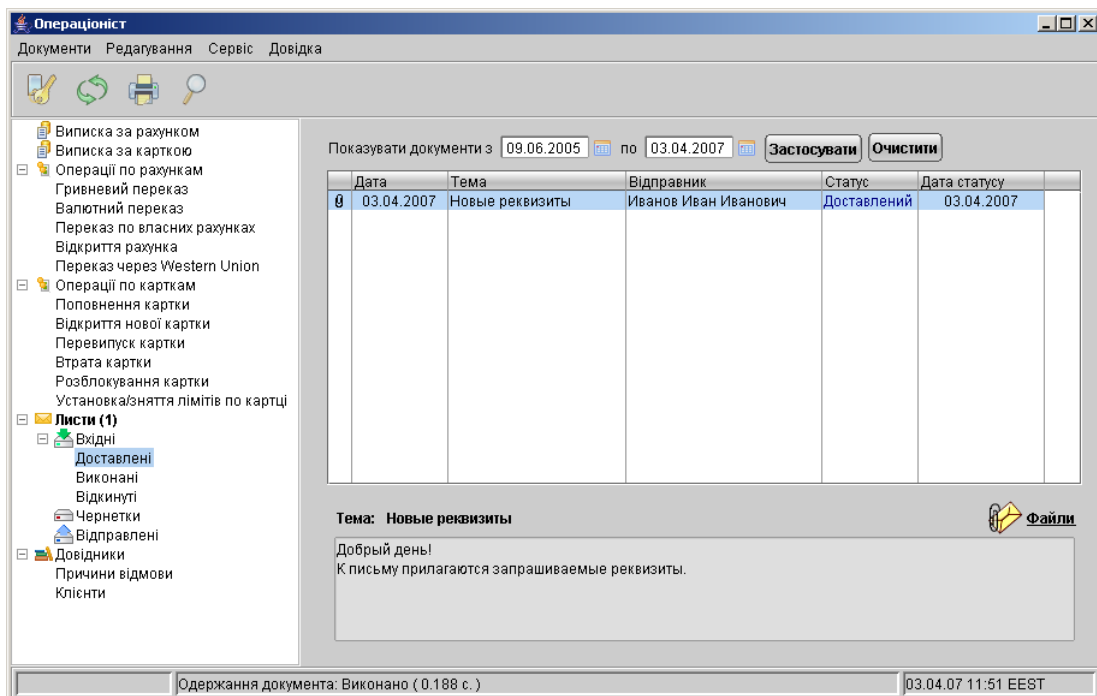 Операціоніст
Документи Редагування Сервіс Довідка
Виписка за рахунком
Виписка за карткою
Операції по рахункам
Гривневий переказ
Валютний переказ
Переказ по власних рахунках
Відкриття рахунка
Переказ через Western Union
Операції по карткам
Поповнення картки
Відкриття нової картки
Перевипуск картки
Втрата картки
Розблокування картки
Установка/зняття лімітів по картці
Листи (1)
Вхідні
Доставлені
Виконані
Відкинуті
Чернетки
Відправлені
Довідники
Причини відмови
Клієнти
Показувати документи з 09.06.2005 по 03.04.2007 Застосувати Очистити
Дата Тема Відправник Статус Дата статусу
03.04.2007 Новые реквизиты Иванов Иван Иванович Доставлений 03.04.2007
Тема: Новые реквизиты Файли
Добрый день!
К письму прилагаются запрашиваемые реквизиты.
Одержання документа: Виконано ( 0.188 с. ) 03.04.07 11:51 EEST